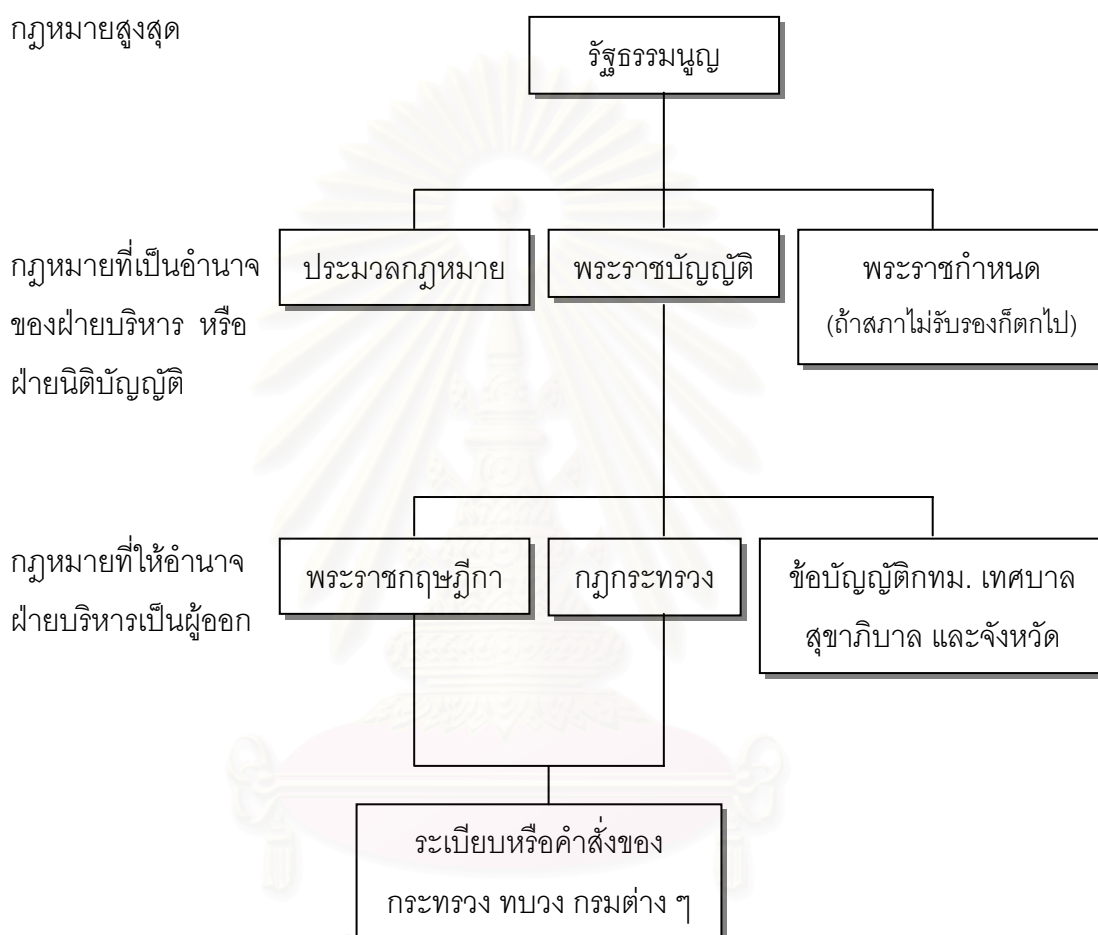 กฎหมายสูงสุด
รัฐธรรมนูญ
กฎหมายที่เป็นอำนาจ
ของฝ่ายบริหาร หรือ
ฝ่ายนิติบัญญัติ
ประมวลกฎหมาย
พระราชบัญญัติ
พระราชกำหนด
(ถ้าสภาไม่รับรองก็ตกไป)
กฎหมายที่ให้อำนาจ
ฝ่ายบริหารเป็นผู้ออก
พระราชกฤษฎีกา
กฎกระทรวง
ข้อบัญญัติกทม. เทศบาล
สุขาภิบาล และจังหวัด
ระเบียบหรือคำสั่งของ
กระทรวง ทบวง กรมต่าง ๆ